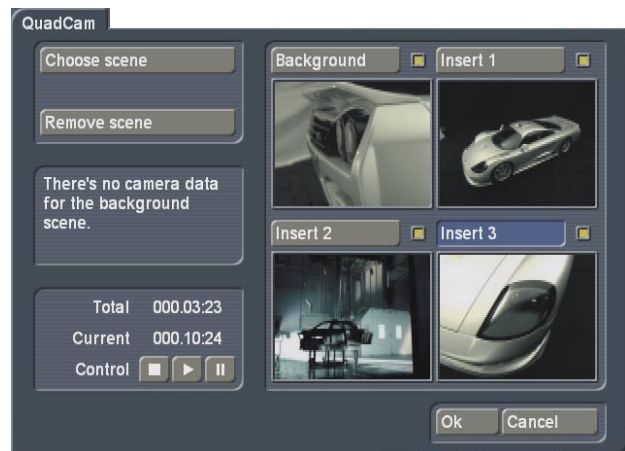 QuadCam
Choose scene
Remove scene
There's no camera data
for the background
scene.
Total 000.03:23
Current 000.10:24
Control
Background
Insert 1
Insert 2
Insert 3
Ok
Cancel